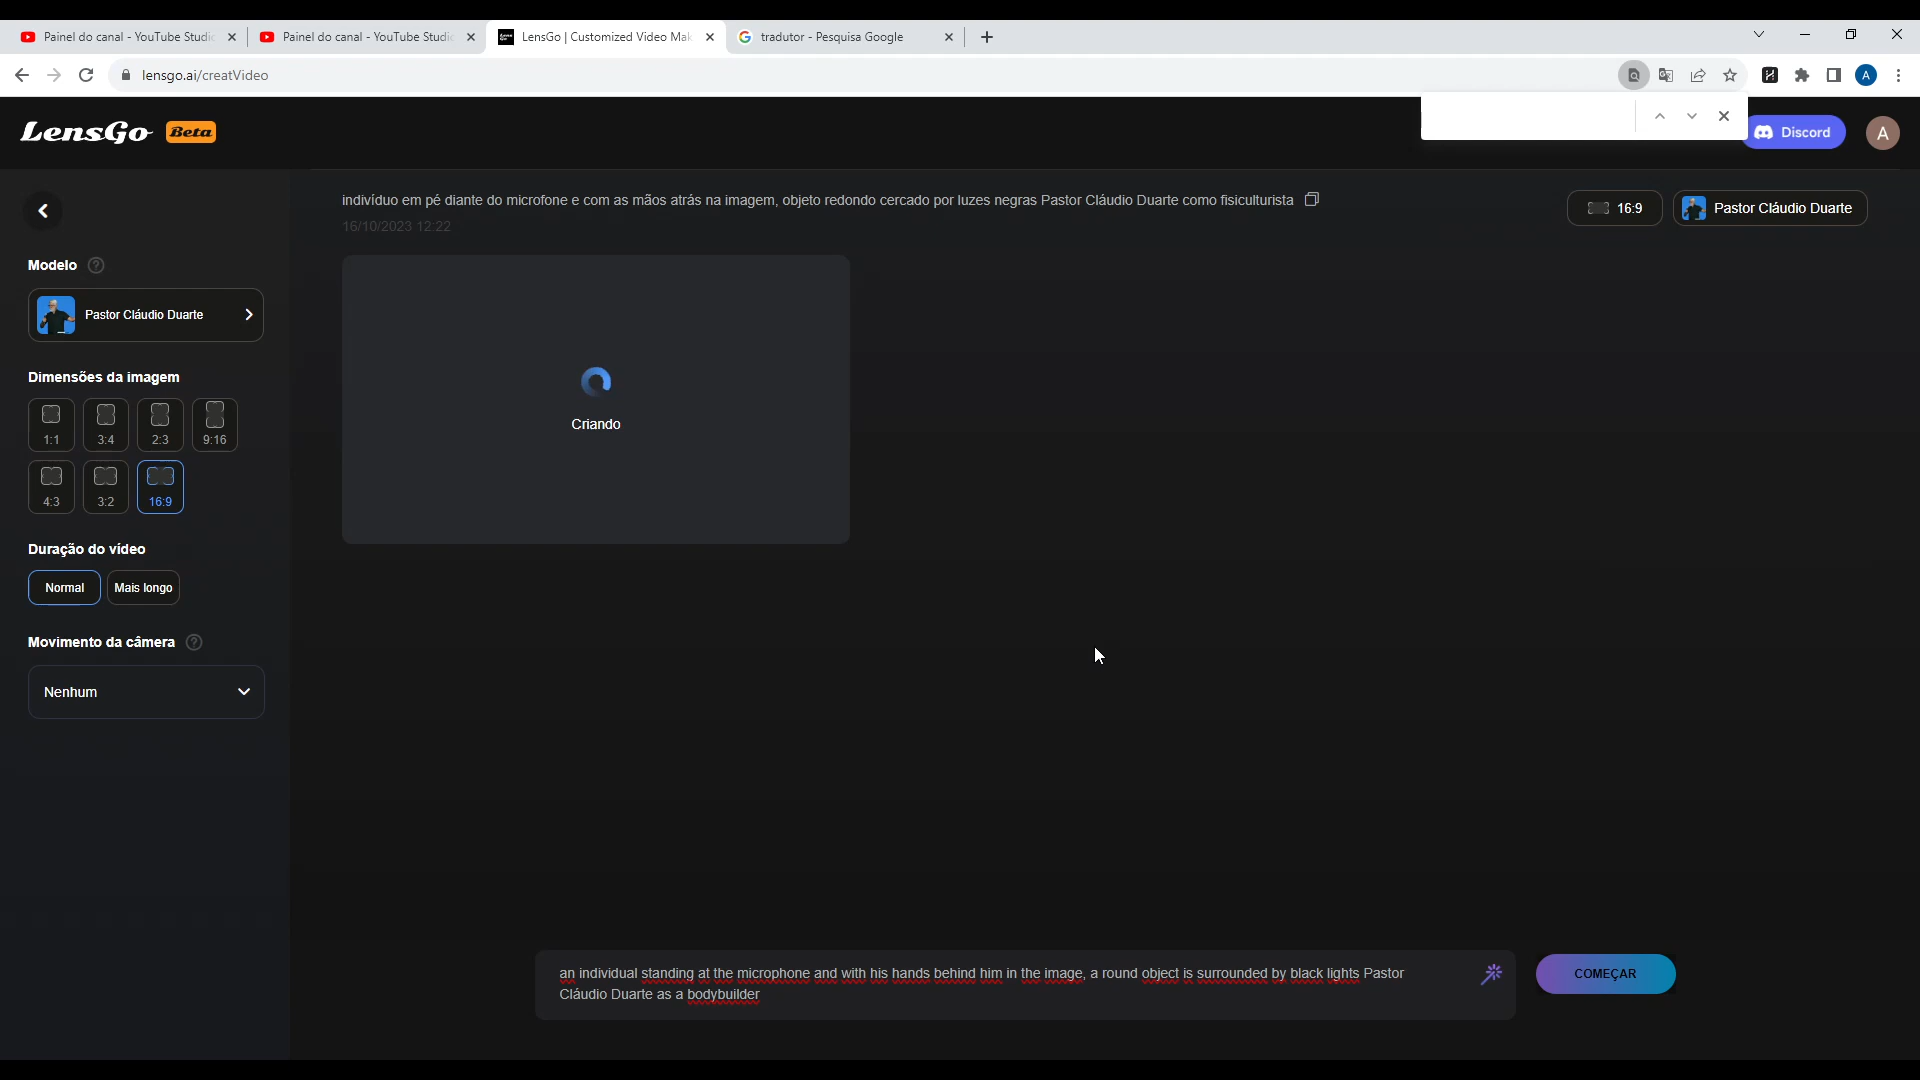 Painel do canal - YouTube Studio
Painel do canal - YouTube Studio
LensGo | Customized Video Mak
tradutor - Pesquisa Google
lensgo.ai/creatVideo
A
LensGo Beta
Discord
A
indivíduo em pé diante do microfone e com as mãos atrás na imagem, objeto redondo cercado por luzes negras Pastor Cláudio Duarte como fisiculturista
16:9
Pastor Cláudio Duarte
16/10/2023 12:22
Modelo ?
Pastor Cláudio Duarte
Dimensões da imagem
1:1 3:4 2:3 9:16
4:3 3:2 16:9
Criando
Duração do vídeo
Normal Mais longo
Movimento da câmera ?
Nenhum
an individual standing at the microphone and with his hands behind him in the image, a round object is surrounded by black lights Pastor
Cláudio Duarte as a bodybuilder
COMEÇAR